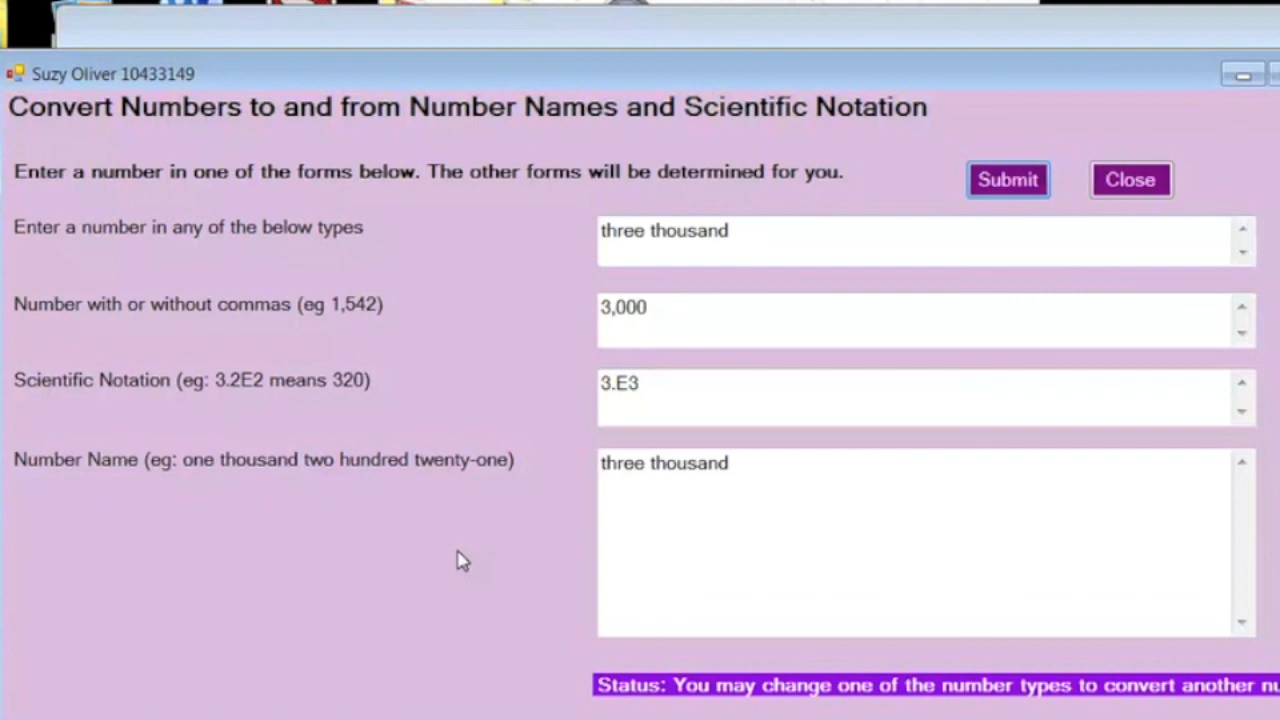 Suzy Oliver 10433149
Convert Numbers to and from Number Names and Scientific Notation
Enter a number in one of the forms below. The other forms will be determined for you.
Submit
Close
Enter a number in any of the below types
three thousand
Number with or without commas (eg 1,542)
3,000
Scientific Notation (eg: 3.2E2 means 320)
3.E3
Number Name (eg: one thousand two hundred twenty-one)
three thousand
Status: You may change one of the number types to convert another